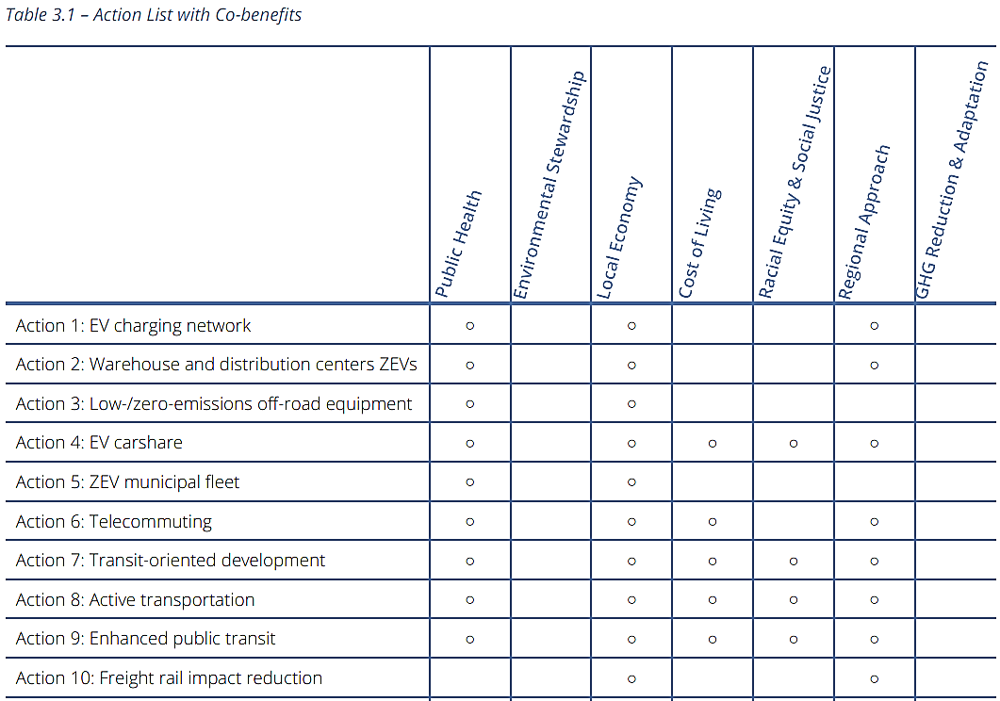 Table 3.1 – Action List with Co-benefits
Public Health
Environmental Stewardship
Local Economy
Cost of Living
Racial Equity & Social Justice
Regional Approach
GHG Reduction & Adaptation
Action 1: EV charging network ○ ○ ○
Action 2: Warehouse and distribution centers ZEVs ○ ○ ○
Action 3: Low-/zero-emissions off-road equipment ○ ○
Action 4: EV carshare ○ ○ ○ ○ ○
Action 5: ZEV municipal fleet ○ ○
Action 6: Telecommuting ○ ○ ○ ○
Action 7: Transit-oriented development ○ ○ ○ ○ ○
Action 8: Active transportation ○ ○ ○ ○ ○
Action 9: Enhanced public transit ○ ○ ○ ○ ○
Action 10: Freight rail impact reduction ○ ○